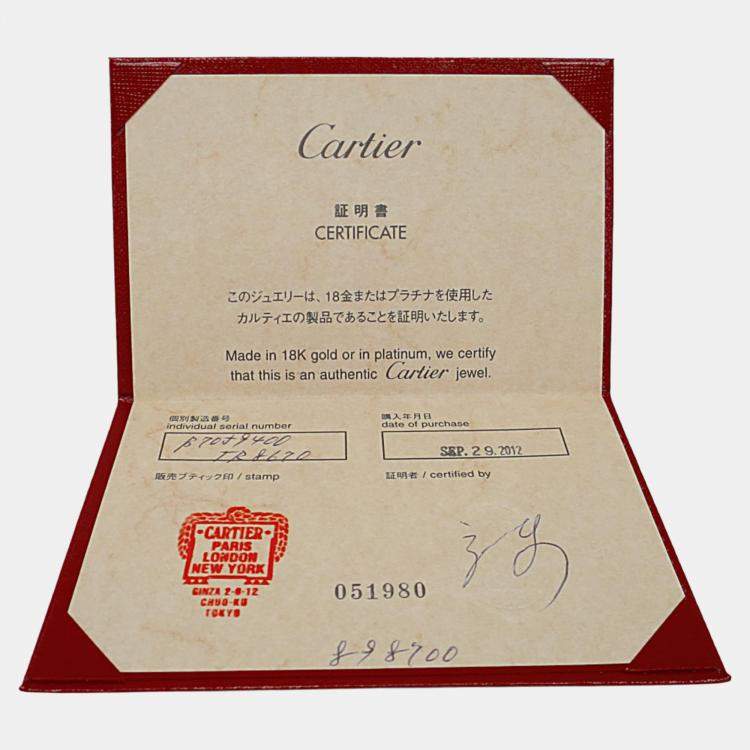 Cartier
証明書
CERTIFICATE
このジュエリーは、18金またはプラチナを使用した
カルティエの製品であることを証明いたします。
Made in 18K gold or in platinum, we certify
that this is an authentic Cartier jewel.
個別製造番号
individual serial number
購入年月日
date of purchase
SEP. 29. 2012
販売ブティック印 / stamp
証明者 / certified by
CARTIER
PARIS
LONDON
NEW YORK
GINZA 2-6-12
CHUO-KU
TOKYO
051980
898700